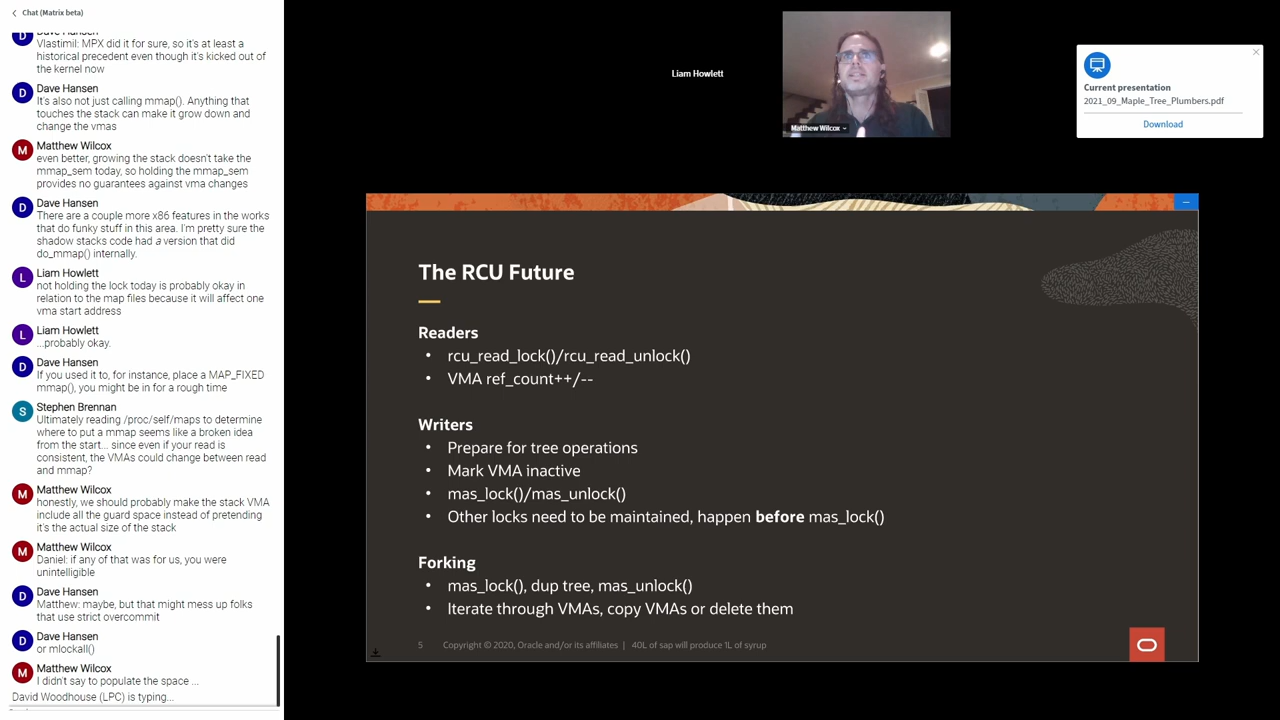 Chat (Matrix beta)
Dave Hansen
Vlastimil: MPX did it for sure, so it's at least a
historical precedent even though it's kicked out of
the kernel now
D
Dave Hansen
It's also not just calling mmap(). Anything that
touches the stack can make it grow down and
change the vmas
M
Matthew Wilcox
even better, growing the stack doesn't take the
mmap_sem today, so holding the mmap_sem
provides no guarantees against vma changes
D
Dave Hansen
There are a couple more x86 features in the works
that do funky stuff in this area. I'm pretty sure the
shadow stacks code had a version that did
do_mmap() internally.
L
Liam Howlett
not holding the lock today is probably okay in
relation to the map files because it will affect one
vma start address
L
Liam Howlett
...probably okay.
D
Dave Hansen
If you used it to, for instance, place a MAP_FIXED
mmap(), you might be in for a rough time
S
Stephen Brennan
Ultimately reading /proc/self/maps to determine
where to put a mmap seems like a broken idea
from the start... since even if your read is
consistent, the VMAs could change between read
and mmap?
M
Matthew Wilcox
honestly, we should probably make the stack VMA
include all the guard space instead of pretending
it's the actual size of the stack
M
Matthew Wilcox
Daniel: if any of that was for us, you were
unintelligible
D
Dave Hansen
Matthew: maybe, but that might mess up folks
that use strict overcommit
D
Dave Hansen
or mlockall()
M
Matthew Wilcox
I didn't say to populate the space ...
David Woodhouse (LPC) is typing...
Liam Howlett
Matthew Wilcox
Current presentation
2021_09_Maple_Tree_Plumbers.pdf
Download
The RCU Future
Readers
• rcu_read_lock()/rcu_read_unlock()
• VMA ref_count++/--
Writers
• Prepare for tree operations
• Mark VMA inactive
• mas_lock()/mas_unlock()
• Other locks need to be maintained, happen before mas_lock()
Forking
• mas_lock(), dup tree, mas_unlock()
• Iterate through VMAs, copy VMAs or delete them
5 Copyright © 2020, Oracle and/or its affiliates | 40L of sap will produce 1L of syrup